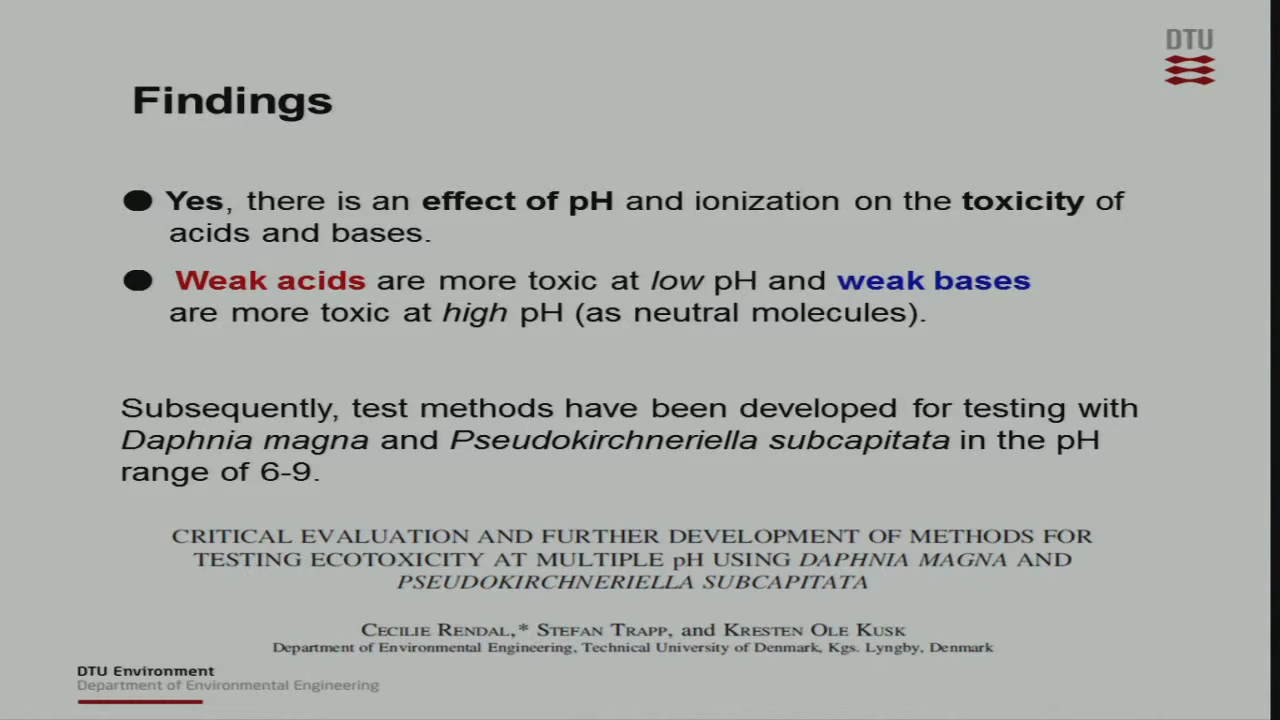 DTU
Findings
● Yes, there is an effect of pH and ionization on the toxicity of
acids and bases.
● Weak acids are more toxic at low pH and weak bases
are more toxic at high pH (as neutral molecules).
Subsequently, test methods have been developed for testing with
Daphnia magna and Pseudokirchneriella subcapitata in the pH
range of 6-9.
CRITICAL EVALUATION AND FURTHER DEVELOPMENT OF METHODS FOR
TESTING ECOTOXICITY AT MULTIPLE pH USING DAPHNIA MAGNA AND
PSEUDOKIRCHNERIELLA SUBCAPITATA
CECILIE RENDAL,* STEFAN TRAPP, and KRESTEN OLE KUSK
Department of Environmental Engineering, Technical University of Denmark, Kgs. Lyngby, Denmark
DTU Environment
Department of Environmental Engineering